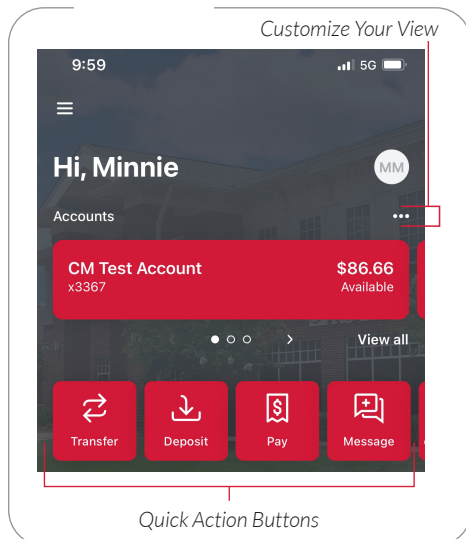 Customize Your View
9:59 5G
Hi, Minnie MM
Accounts
CM Test Account $86.66
x3367 Available
View all
Transfer Deposit Pay Message
Quick Action Buttons